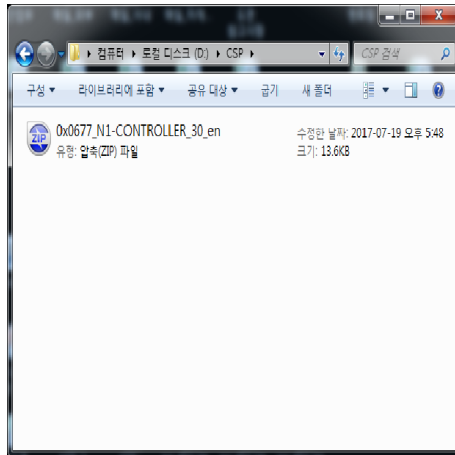 컴퓨터 ▸ 로컬 디스크 (D:) ▸ CSP ▸
CSP 검색
구성 ▼ 라이브러리에 포함 ▼ 공유 대상 ▼ 굽기 새 폴더
ZIP
0x0677_N1-CONTROLLER_30_en
유형: 압축(ZIP) 파일
수정한 날짜: 2017-07-19 오후 5:48
크기: 13.6KB